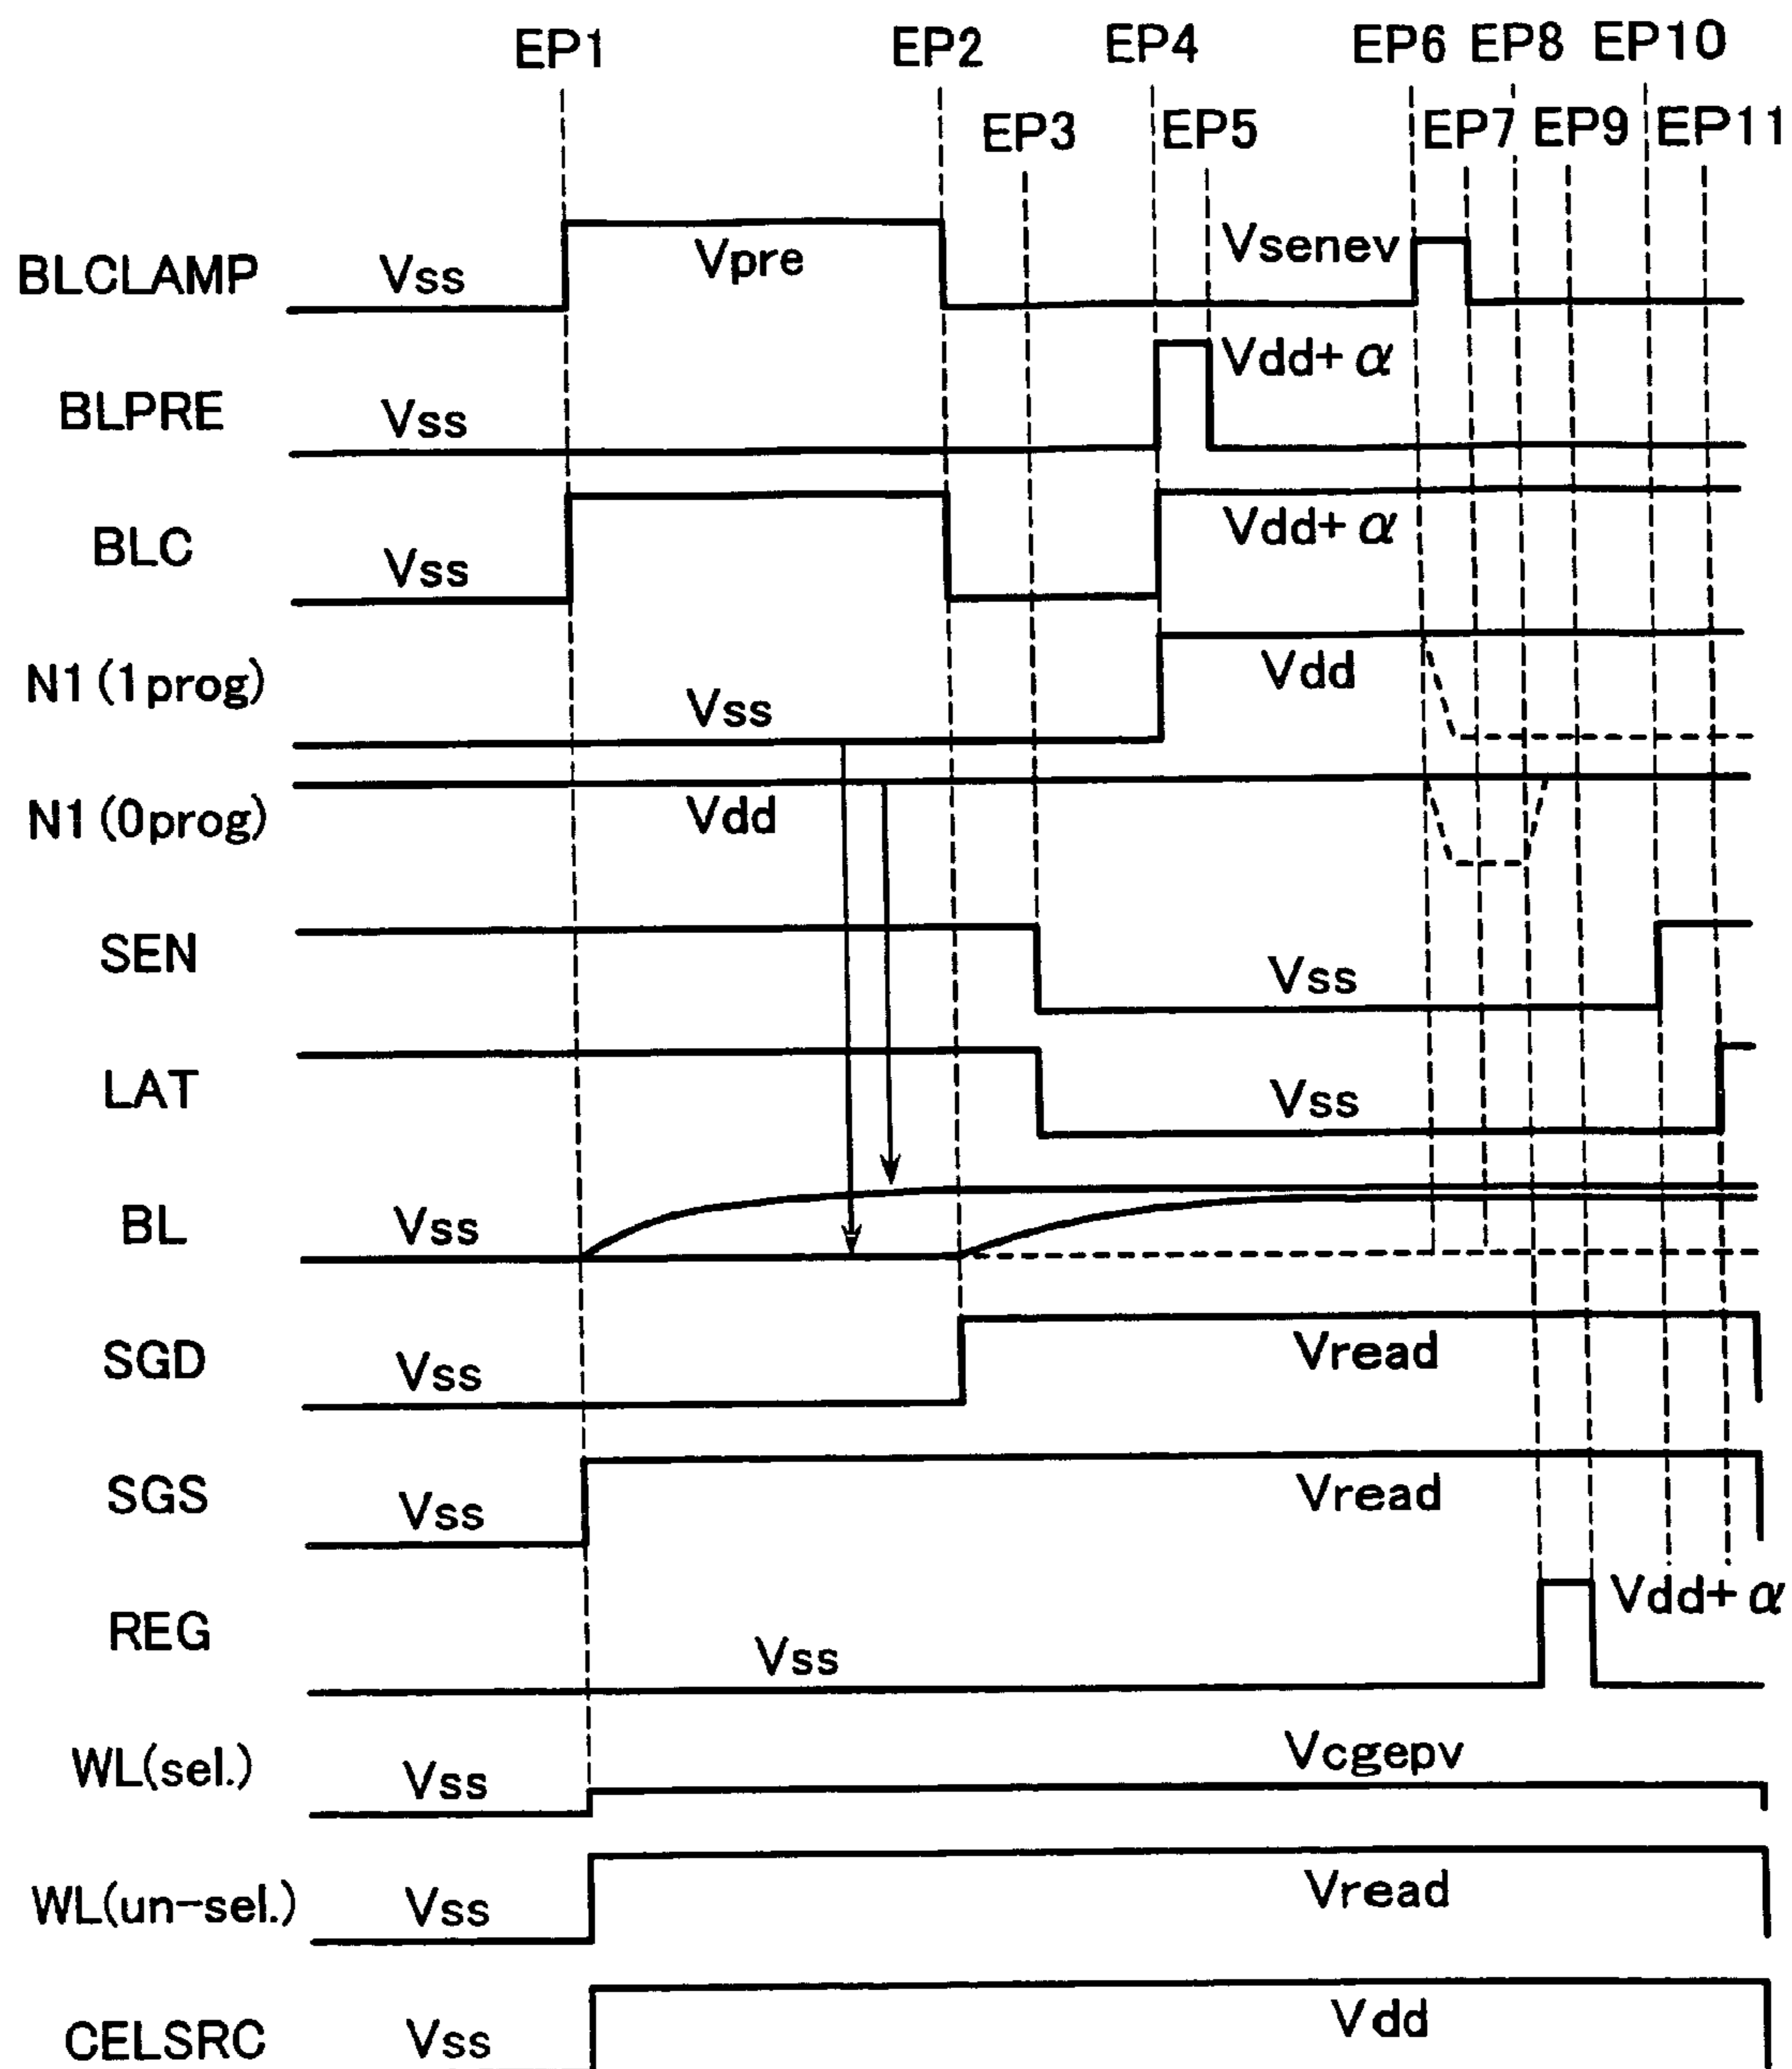 EP1 EP2 EP4 EP6 EP8 EP10
EP3 EP5 EP7 EP9 EP11
BLCLAMP Vss Vpre Vsenev
BLPRE Vss Vdd+α
BLC Vss Vdd+α
N1(1prog) Vss Vdd
N1(0prog) Vdd
SEN Vss
LAT Vss
BL Vss
SGD Vss Vread
SGS Vss Vread
REG Vss Vdd+α
WL(sel.) Vss Vcgepv
WL(un-sel.) Vss Vread
CELSRC Vss Vdd